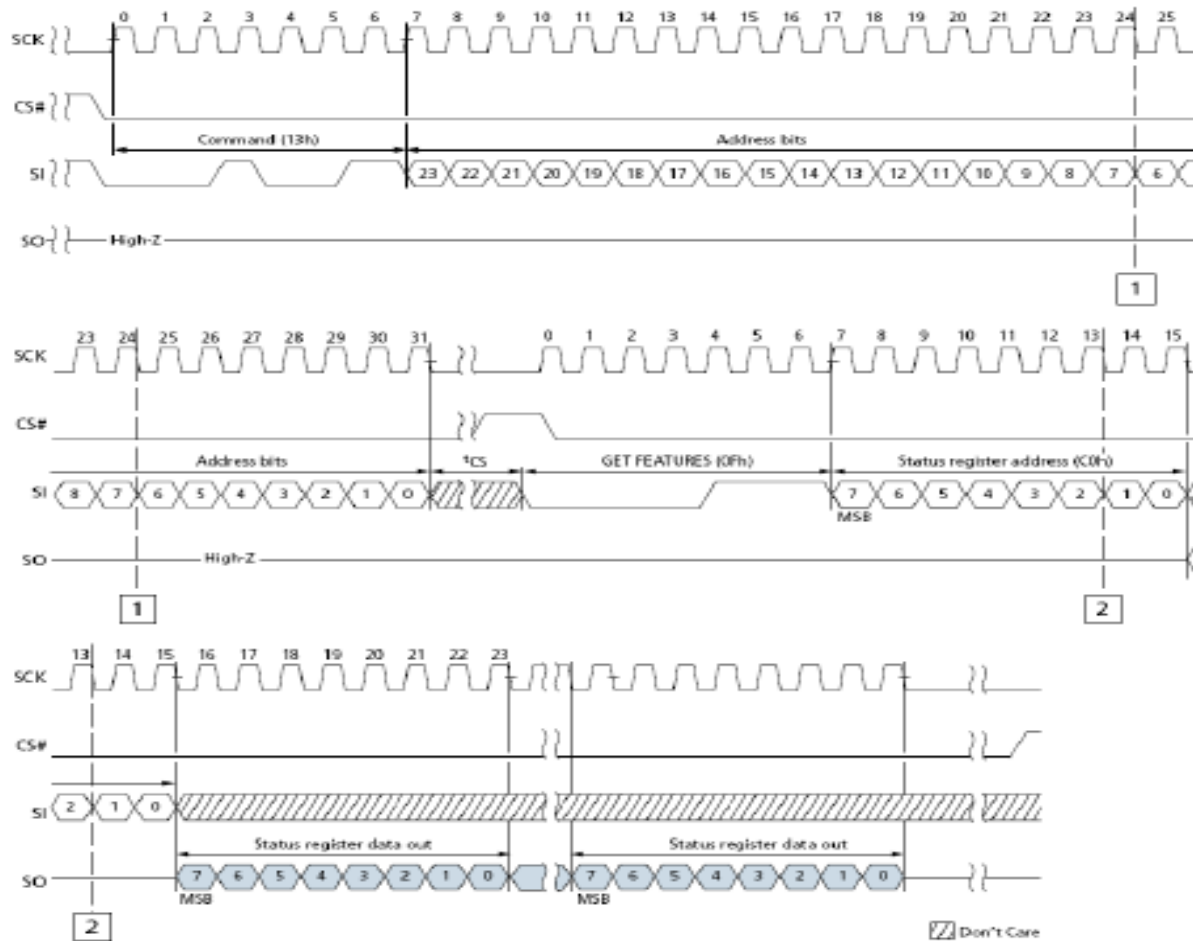 0 1 2 3 4 5 6 7 8 9 10 11 12 13 14 15 16 17 18 19 20 21 22 23 24 25
SCK
CS#
Command (13h) Address bits
SI 23 22 21 20 19 18 17 16 15 14 13 12 11 10 9 8 7 6
SO High-Z
1
23 24 25 26 27 28 29 30 31 0 1 2 3 4 5 6 7 8 9 10 11 12 13 14 15
SCK
CS#
Address bits tCS GET FEATURES (0Fh) Status register address (C0h)
SI 8 7 6 5 4 3 2 1 0 7 6 5 4 3 2 1 0
MSB
SO High-Z
1 2
13 14 15 16 17 18 19 20 21 22 23
SCK
CS#
SI 2 1 0
Status register data out Status register data out
SO 7 6 5 4 3 2 1 0 7 6 5 4 3 2 1 0
MSB MSB
2
Don't Care